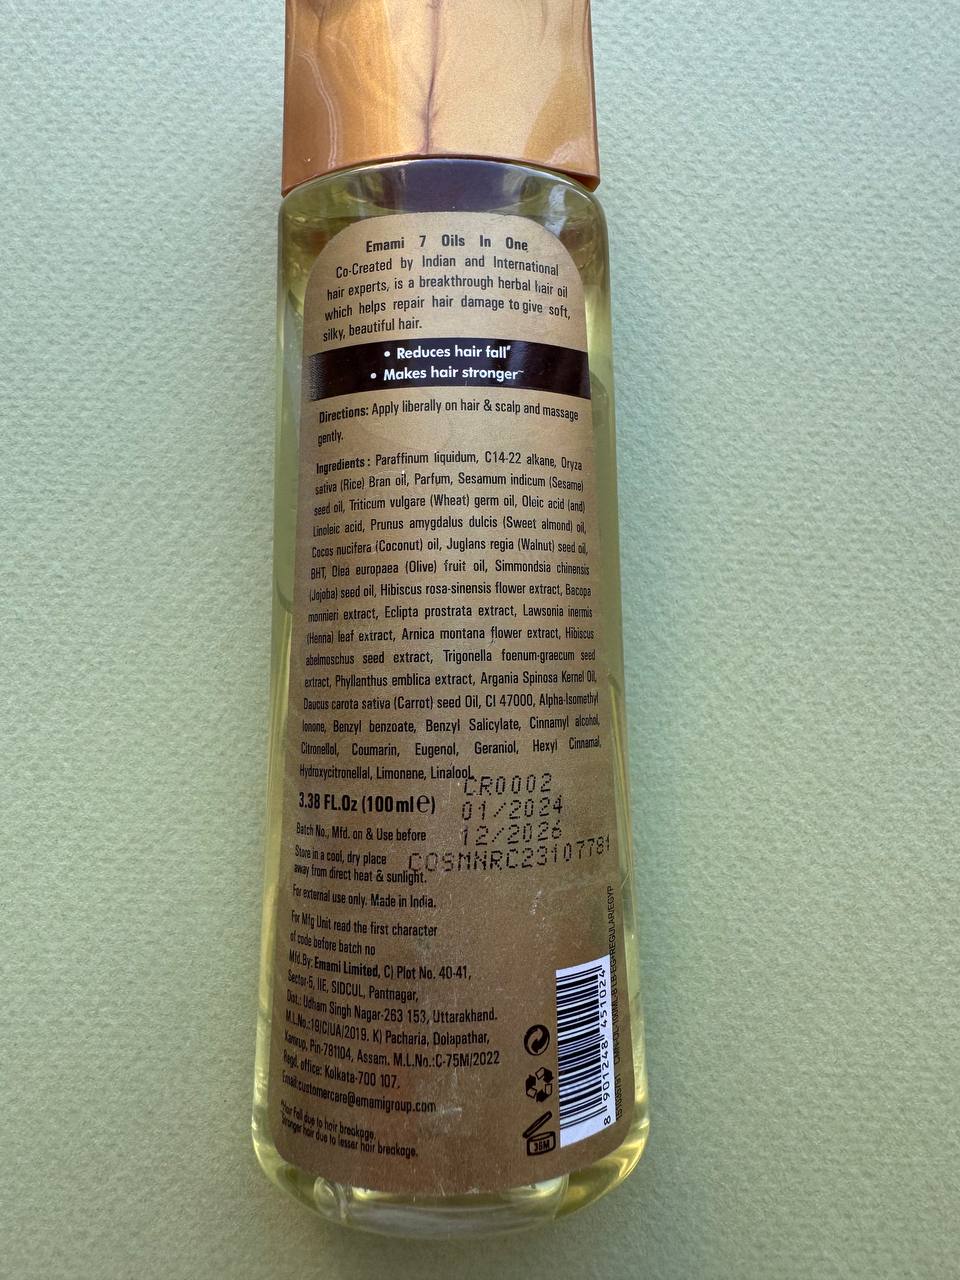 Emami 7 Oils In One
Co-Created by Indian and International
hair experts, is a breakthrough herbal hair oil
which helps repair hair damage to give soft,
silky, beautiful hair.
• Reduces hair fall#
• Makes hair stronger~
Directions: Apply liberally on hair & scalp and massage
gently.
Ingredients : Paraffinum liquidum, C14-22 alkane, Oryza
sativa (Rice) Bran oil, Parfum, Sesamum indicum (Sesame)
seed oil, Triticum vulgare (Wheat) germ oil, Oleic acid (and)
Linoleic acid, Prunus amygdalus dulcis (Sweet almond) oil,
Cocos nucifera (Coconut) oil, Juglans regia (Walnut) seed oil,
BHT, Olea europaea (Olive) fruit oil, Simmondsia chinensis
(Jojoba) seed oil, Hibiscus rosa-sinensis flower extract, Bacopa
monnieri extract, Eclipta prostrata extract, Lawsonia inermis
(Henna) leaf extract, Arnica montana flower extract, Hibiscus
abelmoschus seed extract, Trigonella foenum-graecum seed
extract, Phyllanthus emblica extract, Argania Spinosa Kernel Oil,
Daucus carota sativa (Carrot) seed Oil, CI 47000, Alpha-Isomethyl
Ionone, Benzyl benzoate, Benzyl Salicylate, Cinnamyl alcohol,
Citronellol, Coumarin, Eugenol, Geraniol, Hexyl Cinnamal,
Hydroxycitronellal, Limonene, Linalool.
CR0002
3.38 FL.Oz (100 ml e)
01/2024
Batch No., Mfd. on & Use before
12/2026
Store in a cool, dry place
COSMNRC23107781
away from direct heat & sunlight.
For external use only. Made in India.
For Mfg Unit read the first character
of code before batch no
Mfd.By: Emami Limited, C) Plot No. 40-41,
Sector-5, IIE, SIDCUL, Pantnagar,
Dist.: Udham Singh Nagar-263 153, Uttarakhand.
M.L.No.:19/C/UA/2019. K) Pacharia, Dolapathar,
Kamrup, Pin-781104, Assam. M.L.No.:C-75M/2022
Regd. office: Kolkata-700 107.
Email:customercare@emamigroup.com
#Hair Fall due to hair breakage.
~Stronger hair due to lesser hair breakage.
36M
8 901248 451024